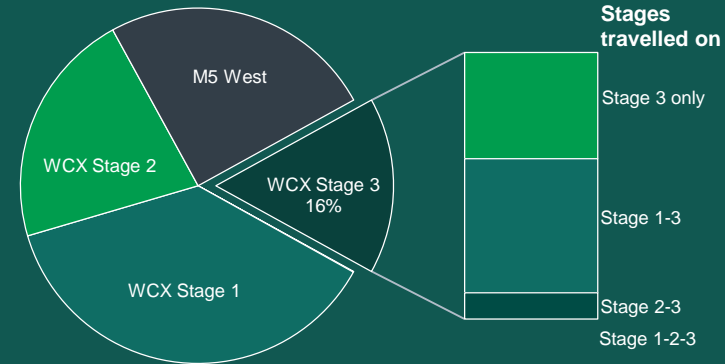 Stages
travelled on
M5 West
Stage 3 only
WCX Stage 2
WCX Stage 3
16%
Stage 1-3
WCX Stage 1
Stage 2-3
Stage 1-2-3